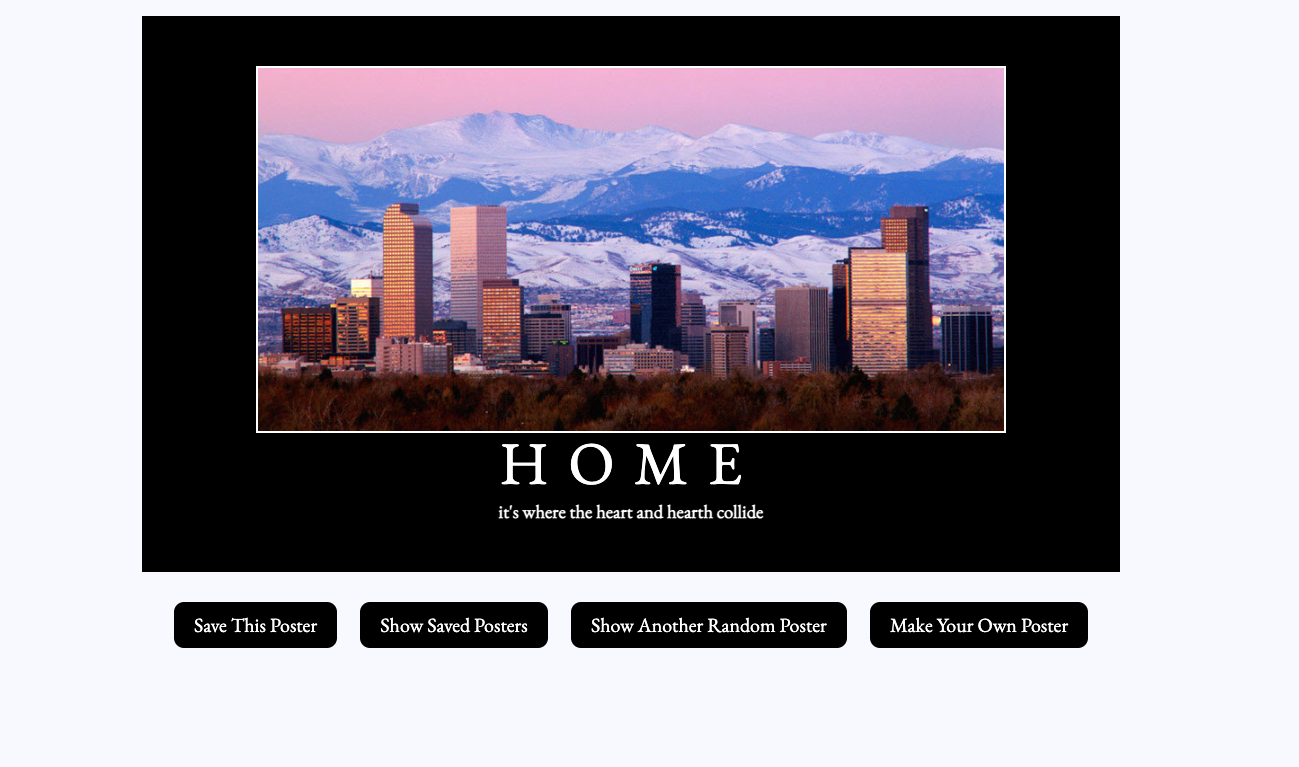 HOME
it's where the heart and hearth collide
Save This Poster
Show Saved Posters
Show Another Random Poster
Make Your Own Poster